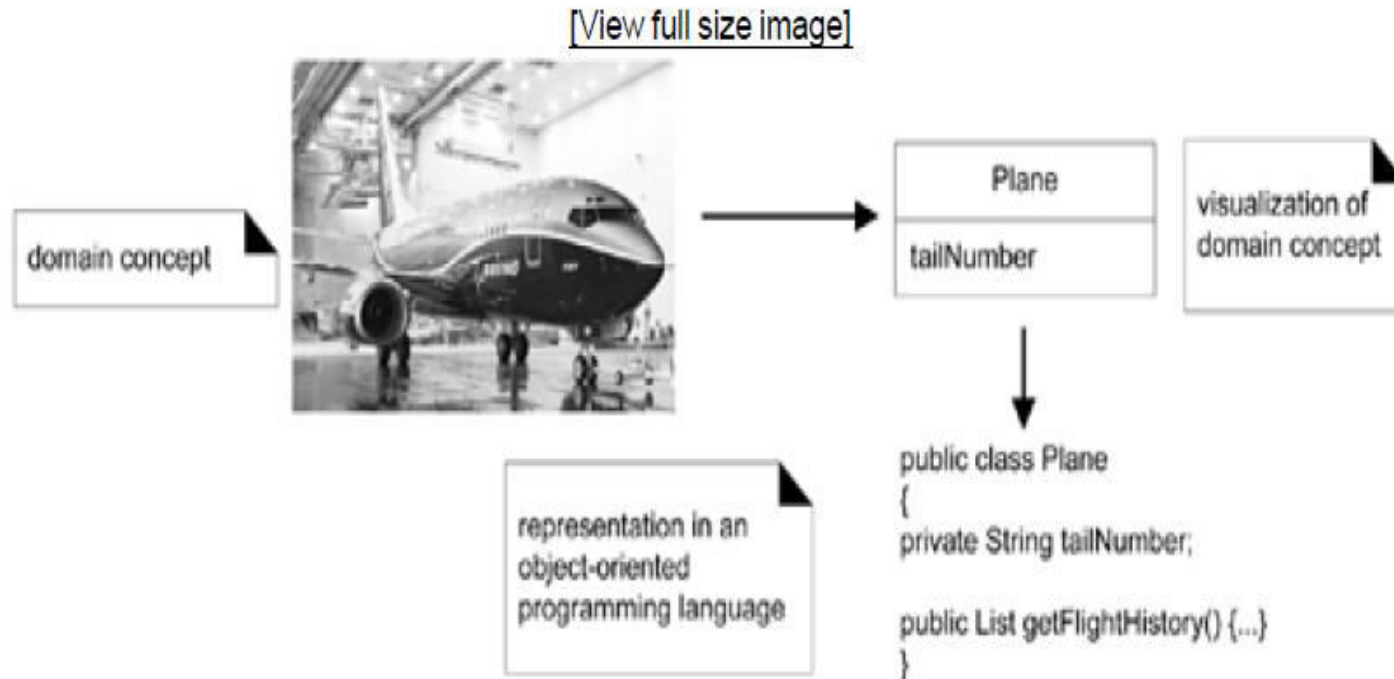 [View full size image]
domain concept
Plane
tailNumber
visualization of
domain concept
representation in an
object-oriented
programming language
public class Plane
{
private String tailNumber;
public List getFlightHistory() {...}
}